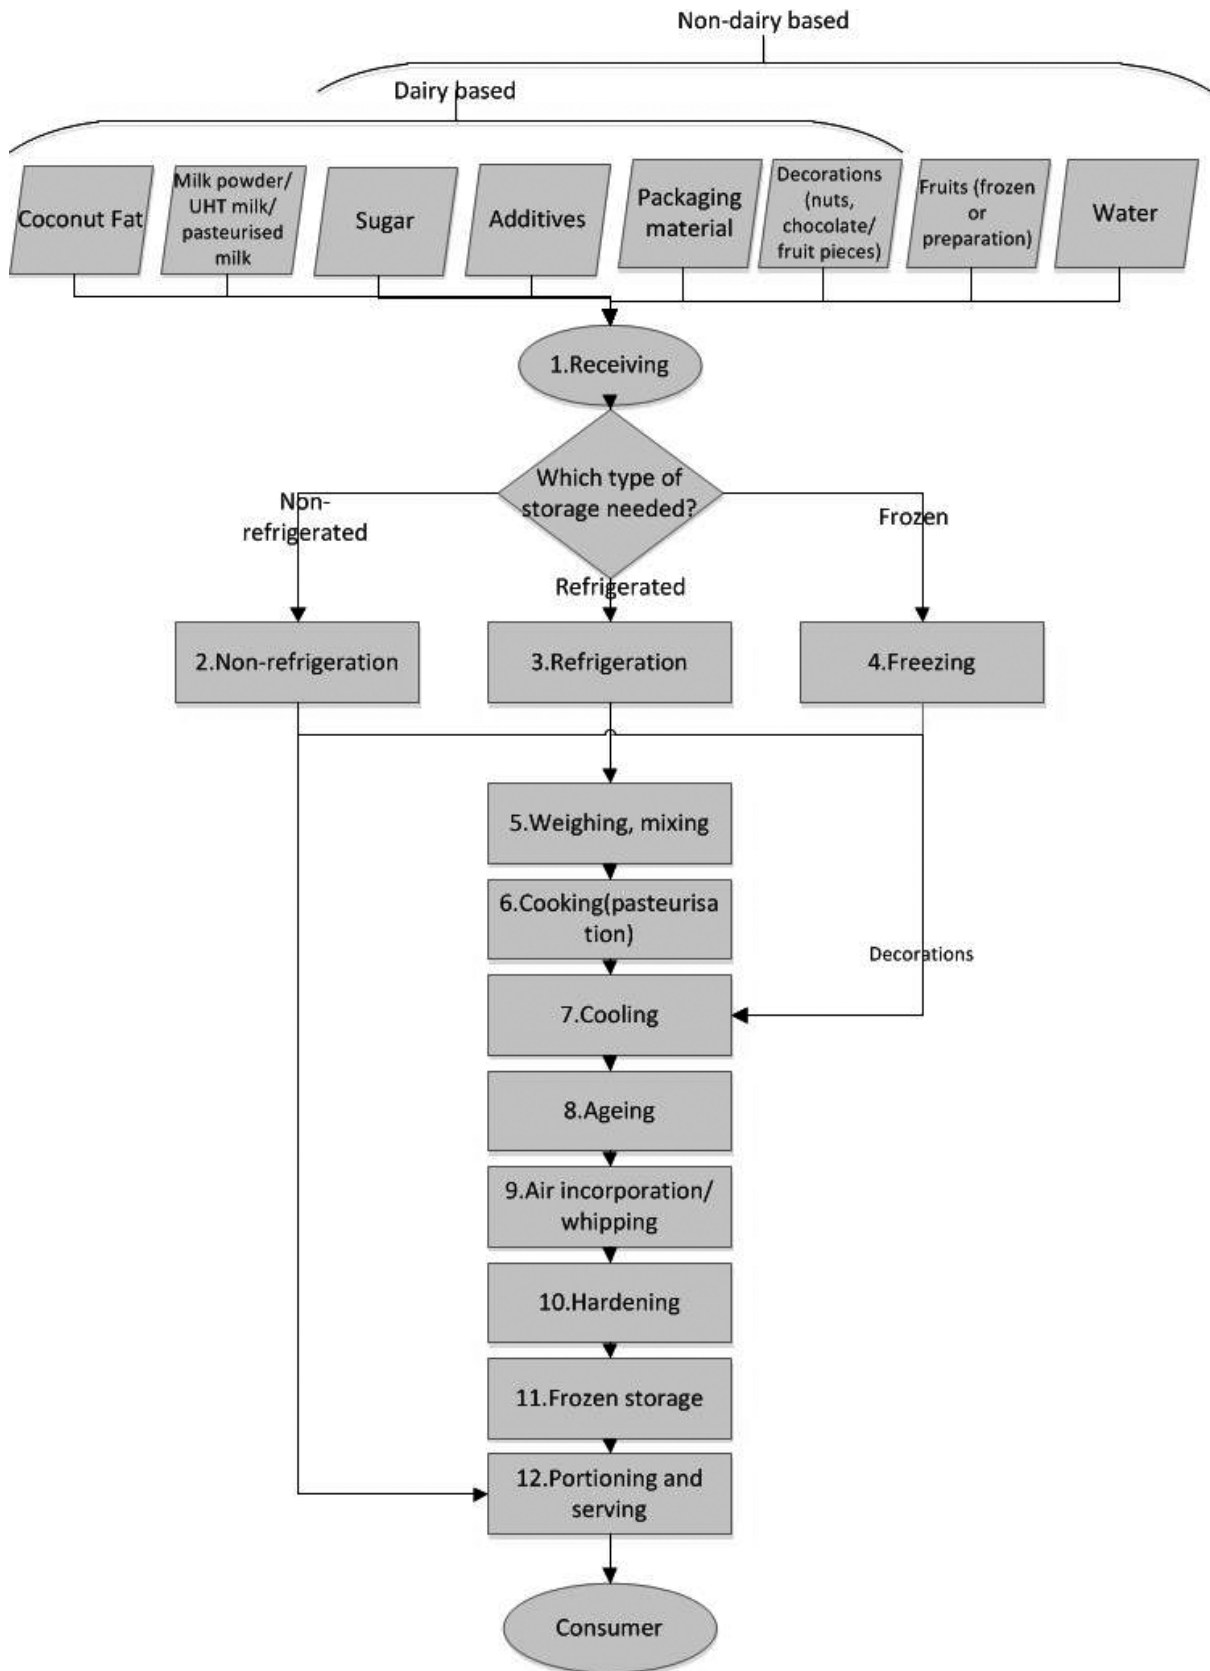 Non-dairy based
Dairy based
Coconut Fat
Milk powder/
UHT milk/
pasteurised
milk
Sugar
Additives
Packaging
material
Decorations
(nuts,
chocolate/
fruit pieces)
Fruits (frozen
or
preparation)
Water
1.Receiving
Which type of
storage needed?
Non-
refrigerated
Refrigerated
Frozen
2.Non-refrigeration
3.Refrigeration
4.Freezing
5.Weighing, mixing
6.Cooking(pasteurisa
tion)
Decorations
7.Cooling
8.Ageing
9.Air incorporation/
whipping
10.Hardening
11.Frozen storage
12.Portioning and
serving
Consumer